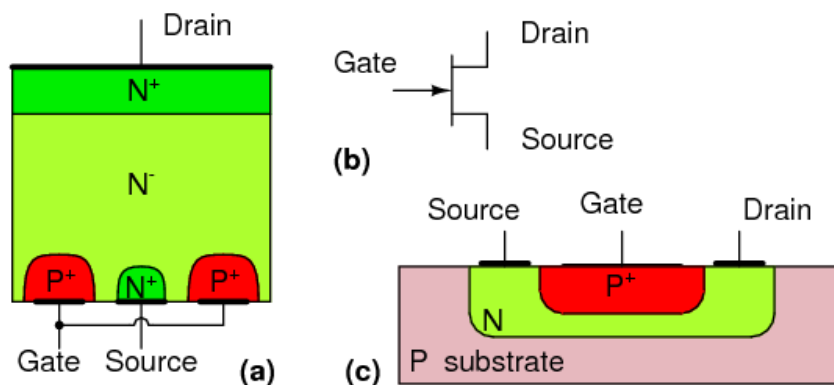 Drain
N+
N-
P+ N+ P+
Gate Source (a)
Drain
Gate
Source
(b)
Source Gate Drain
P+
N
(c) P substrate